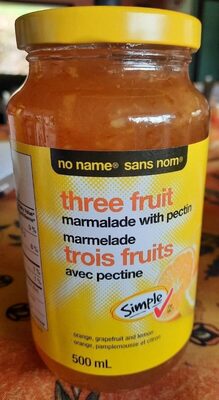 no name® sans nom®
three fruit
marmalade with pectin
marmelade
trois fruits
avec pectine
Simple
orange, grapefruit and lemon
orange, pamplemousse et citron
500 mL